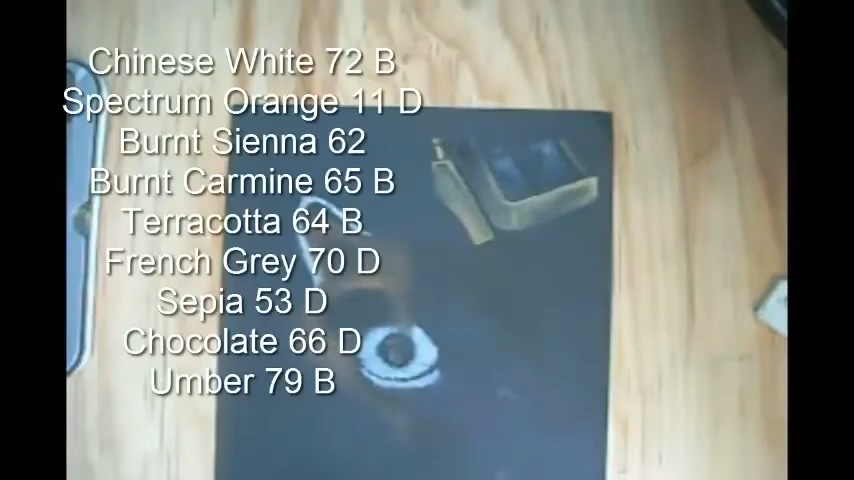 Chinese White 72 B
Spectrum Orange 11 D
Burnt Sienna 62
Burnt Carmine 65 B
Terracotta 64 B
French Grey 70 D
Sepia 53 D
Chocolate 66 D
Umber 79 B